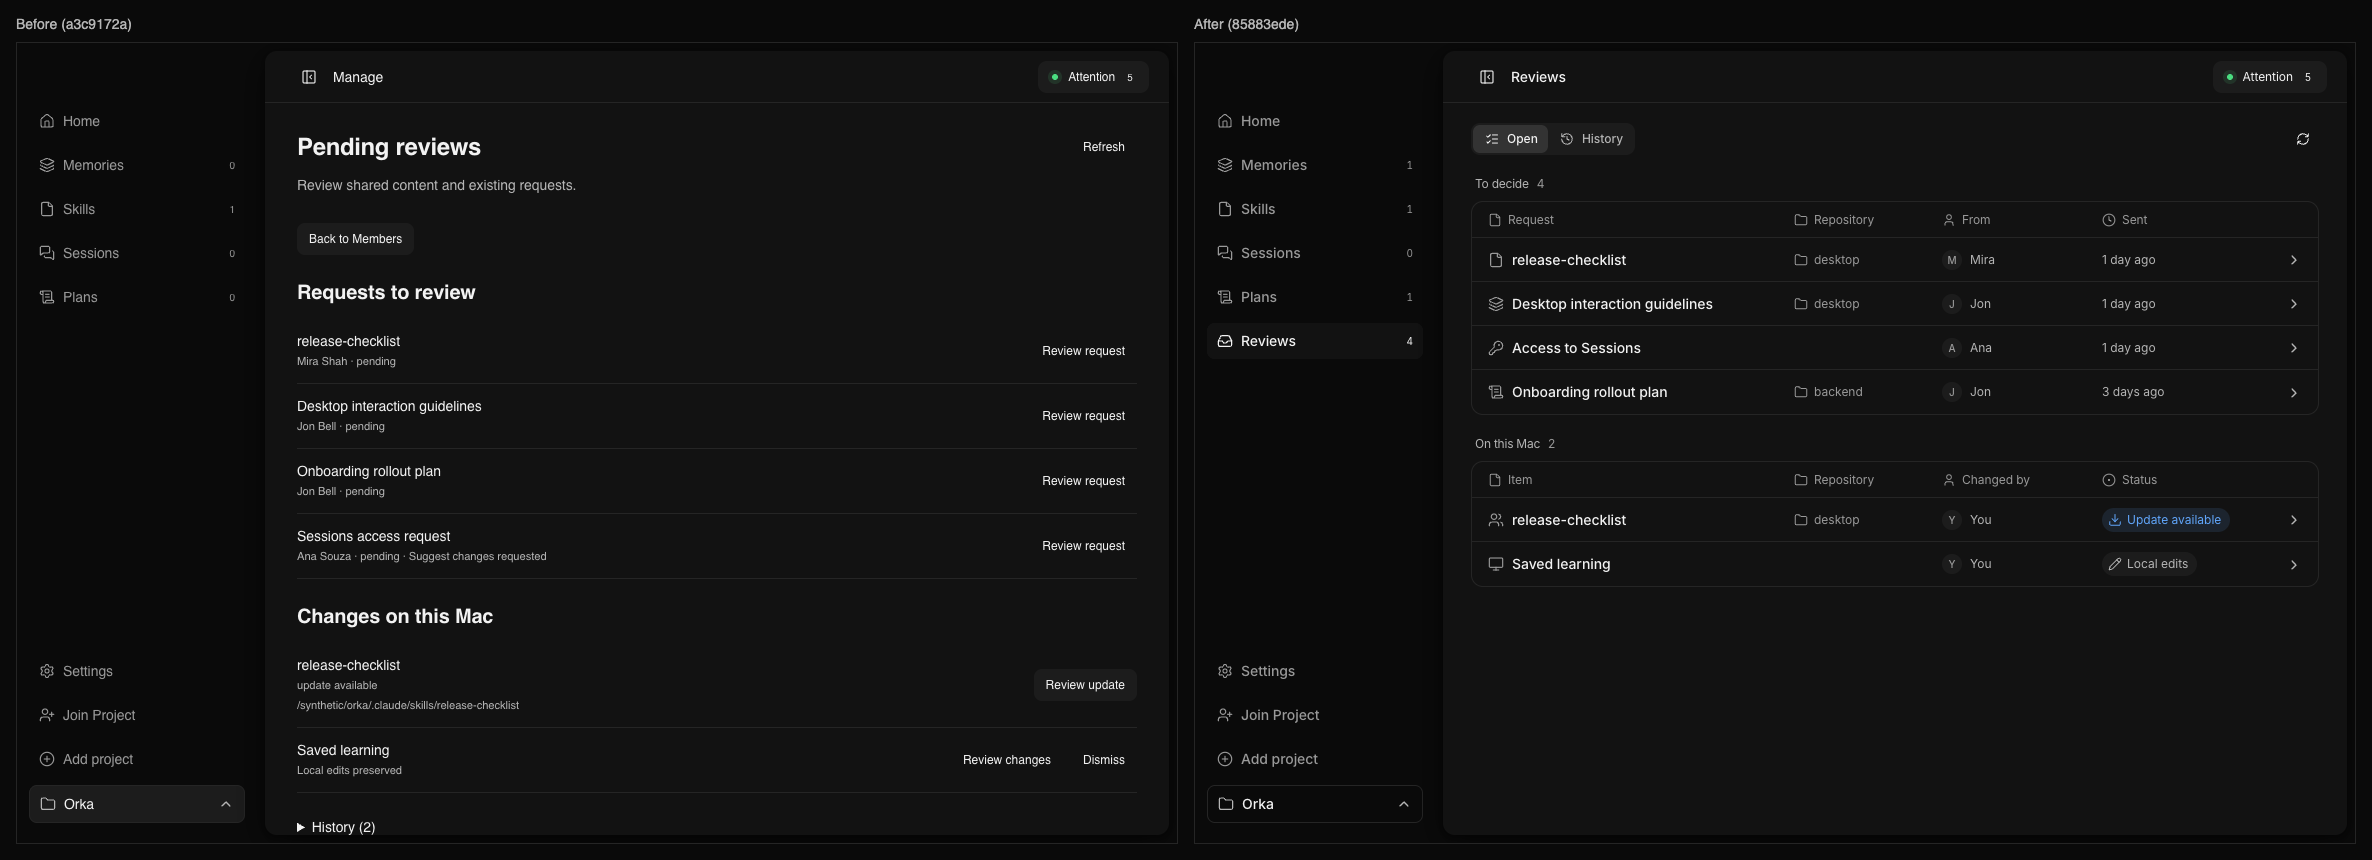 Before (a3c9172a)
Manage
Attention 5
Home
Memories 0
Skills 1
Sessions 0
Plans 0
Settings
Join Project
Add project
Orka
Pending reviews
Refresh
Review shared content and existing requests.
Back to Members
Requests to review
release-checklist
Mira Shah · pending
Review request
Desktop interaction guidelines
Jon Bell · pending
Review request
Onboarding rollout plan
Jon Bell · pending
Review request
Sessions access request
Ana Souza · pending · Suggest changes requested
Review request
Changes on this Mac
release-checklist
update available
/synthetic/orka/.claude/skills/release-checklist
Review update
Saved learning
Local edits preserved
Review changes Dismiss
History (2)
After (85883ede)
Reviews
Attention 5
Home
Memories 1
Skills 1
Sessions 0
Plans 1
Reviews 4
Settings
Join Project
Add project
Orka
Open History
To decide 4
Request Repository From Sent
release-checklist desktop M Mira 1 day ago
Desktop interaction guidelines desktop J Jon 1 day ago
Access to Sessions A Ana 1 day ago
Onboarding rollout plan backend J Jon 3 days ago
On this Mac 2
Item Repository Changed by Status
release-checklist desktop Y You Update available
Saved learning Y You Local edits